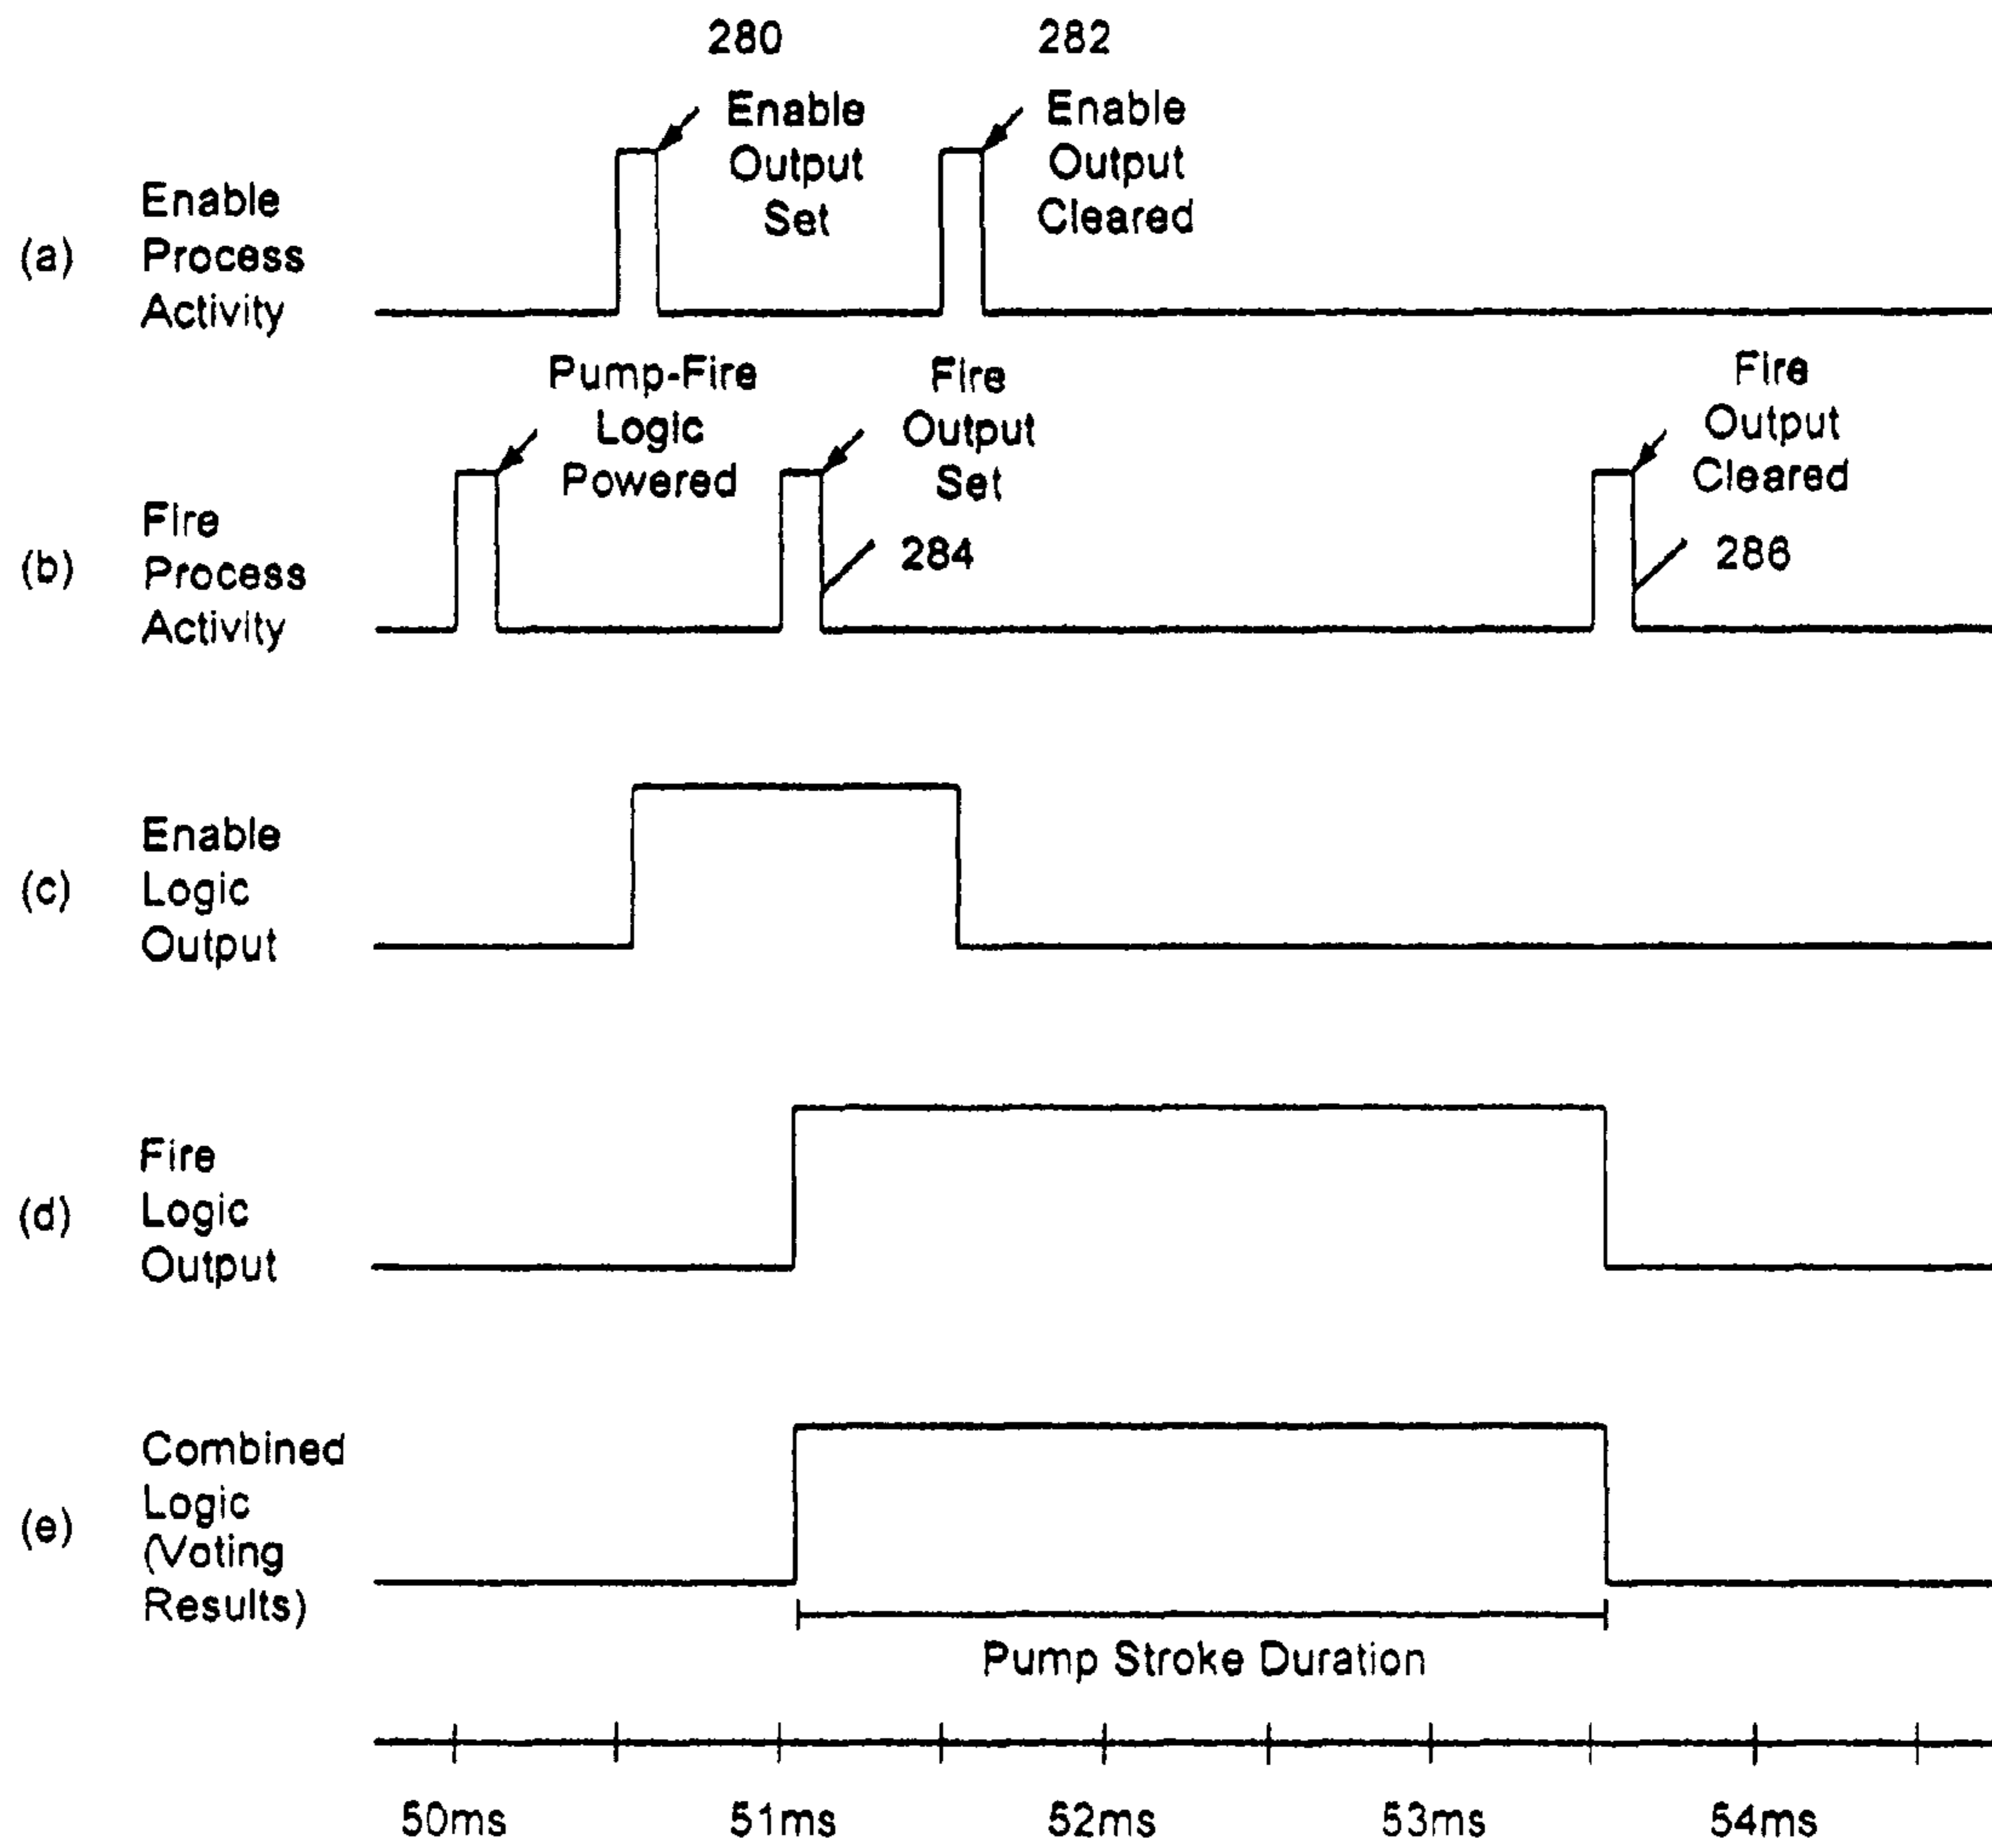 280
282
Enable
Output
Set
Enable
Output
Cleared
(a)
Enable
Process
Activity
Pump-Fire
Logic
Powered
Fire
Output
Set
Fire
Output
Cleared
284
286
(b)
Fire
Process
Activity
(c)
Enable
Logic
Output
(d)
Fire
Logic
Output
(e)
Combined
Logic
(Voting
Results)
Pump Stroke Duration
50ms 51ms 52ms 53ms 54ms